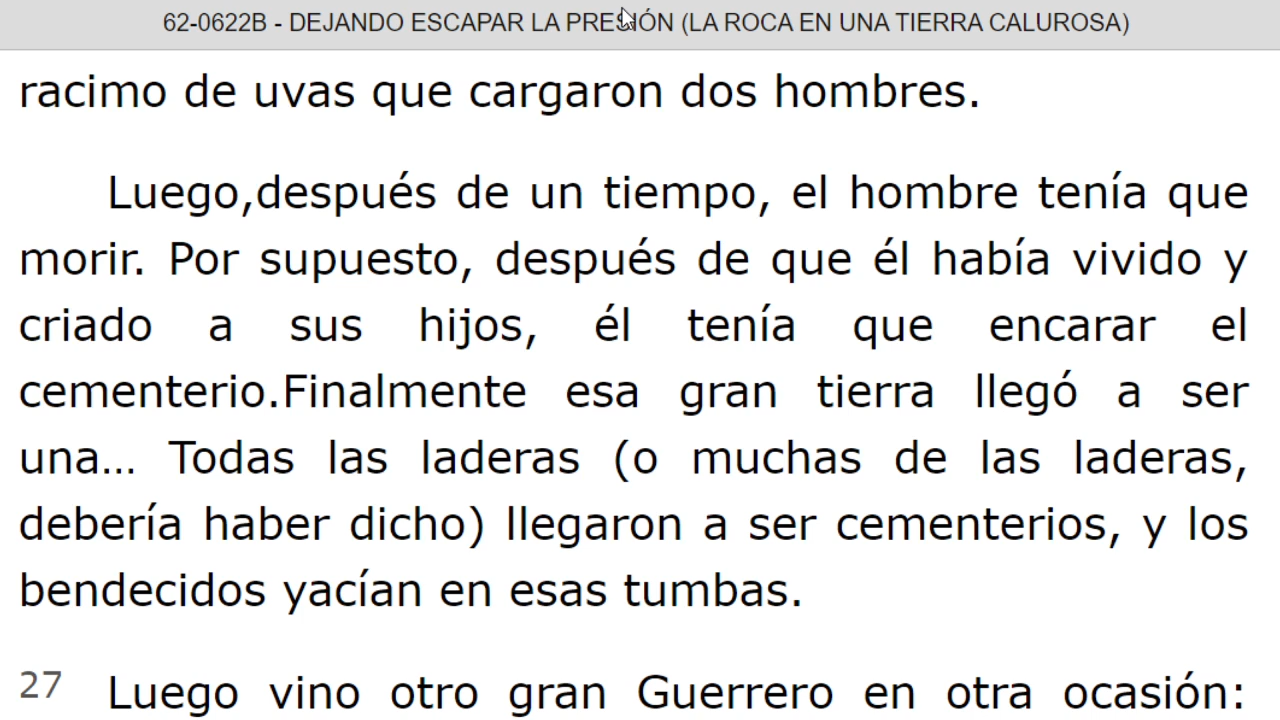 62-0622B - DEJANDO ESCAPAR LA PRESIÓN (LA ROCA EN UNA TIERRA CALUROSA)
racimo de uvas que cargaron dos hombres.
Luego,después de un tiempo, el hombre tenía que
morir. Por supuesto, después de que él había vivido y
criado a sus hijos, él tenía que encarar el
cementerio.Finalmente esa gran tierra llegó a ser
una... Todas las laderas (o muchas de las laderas,
debería haber dicho) llegaron a ser cementerios, y los
bendecidos yacían en esas tumbas.
27 Luego vino otro gran Guerrero en otra ocasión: